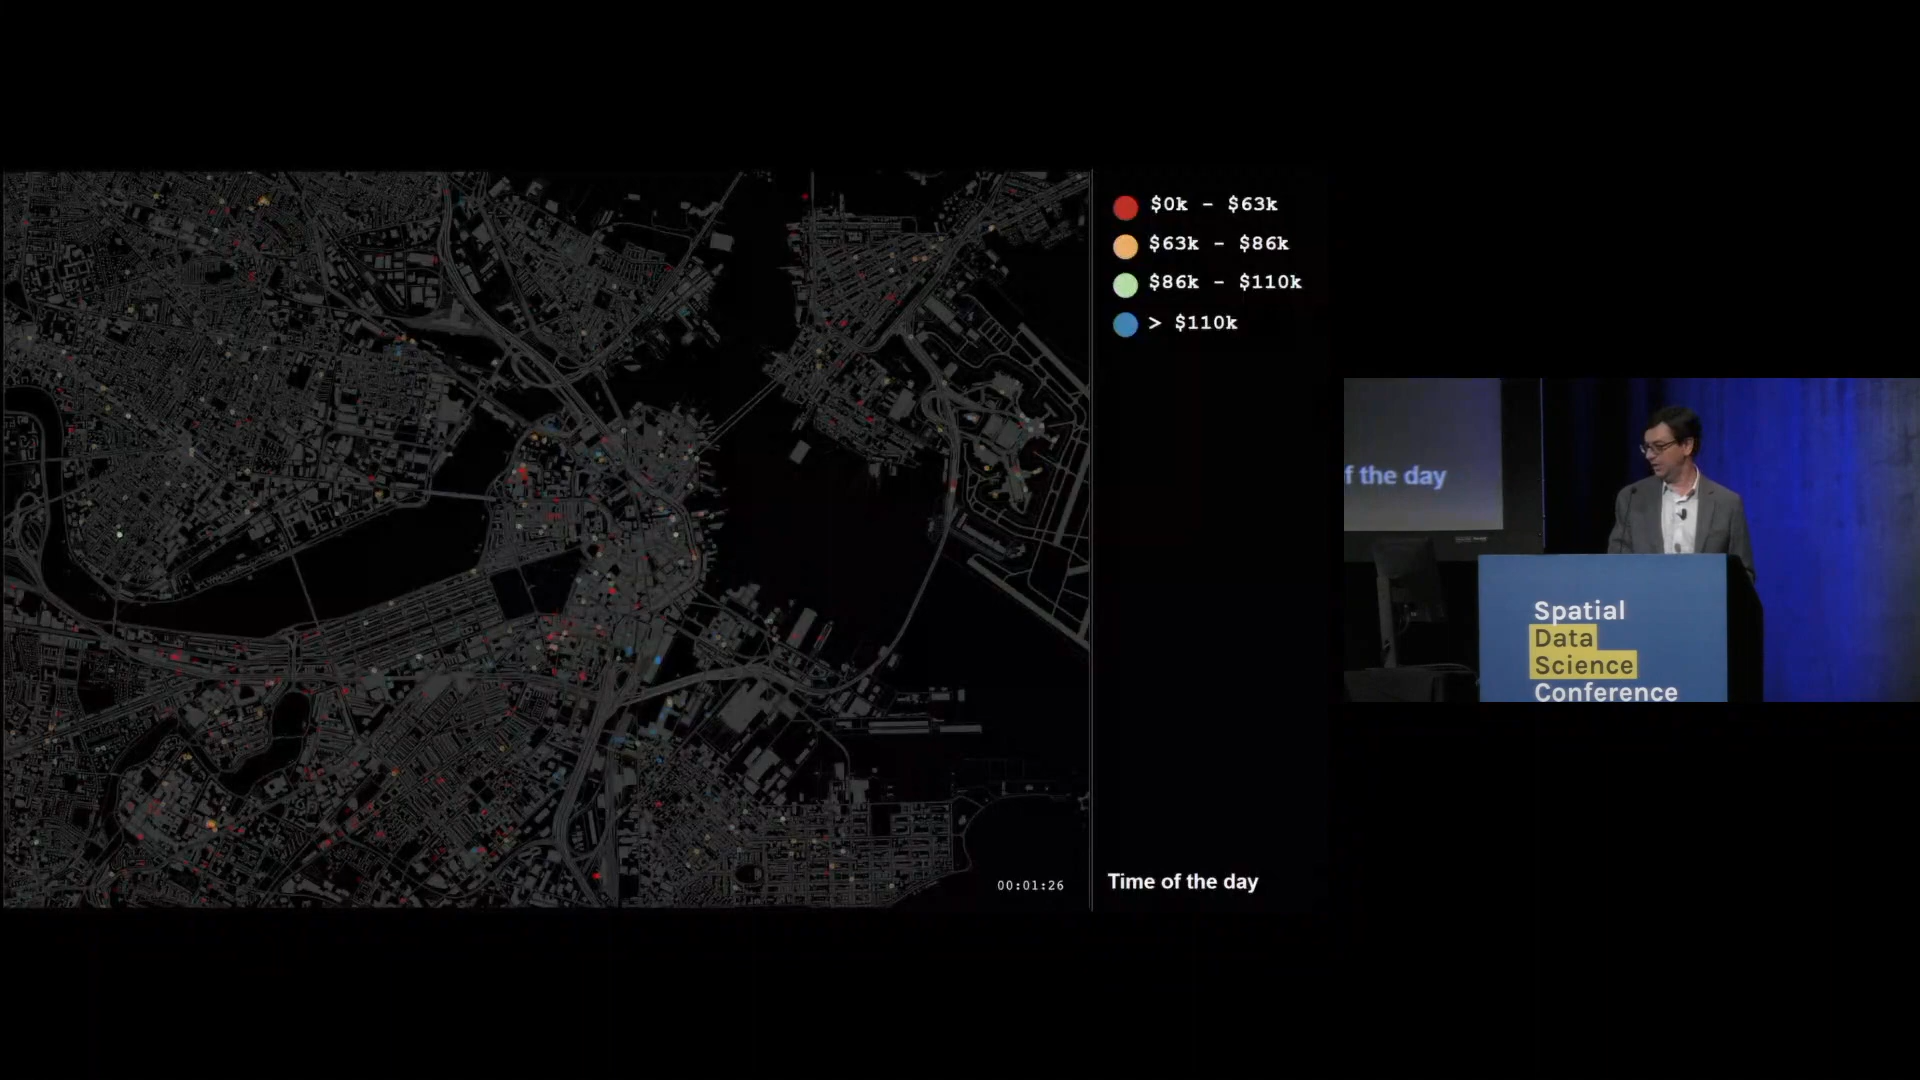 $0k - $63k
$63k - $86k
$86k - $110k
> $110k
00:01:26
Time of the day
f the day
Spatial
Data
Science
Conference